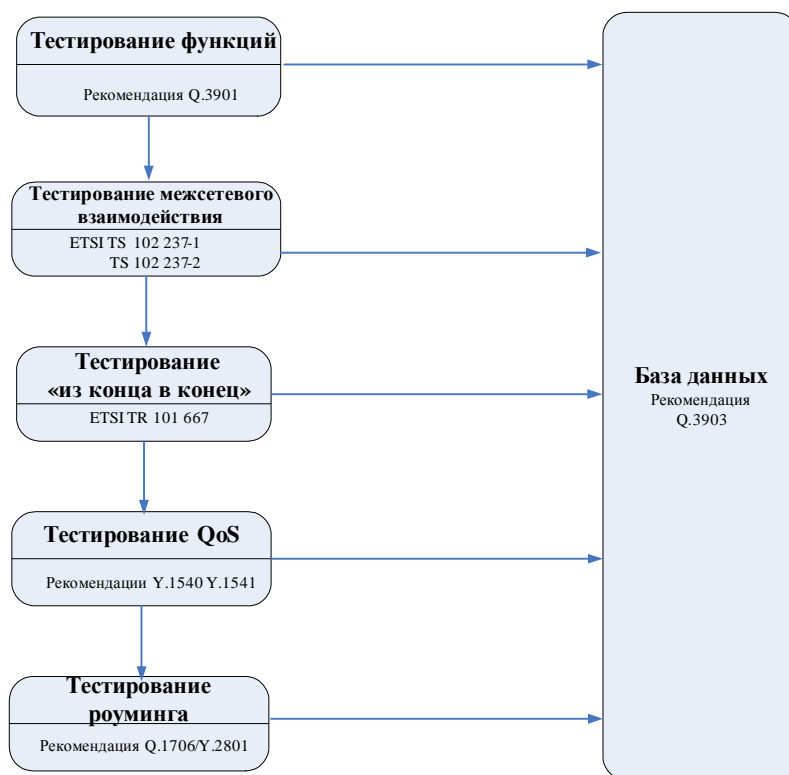 Тестирование функций
Рекомендация Q.3901
Тестирование межсетевого
взаимодействия
ETSI TS 102 237-1
TS 102 237-2
Тестирование
«из конца в конец»
ETSI TR 101 667
Тестирование QoS
Рекомендации Y.1540 Y.1541
Тестирование
роуминга
Рекомендация Q.1706/Y.2801
База данных
Рекомендация
Q.3903